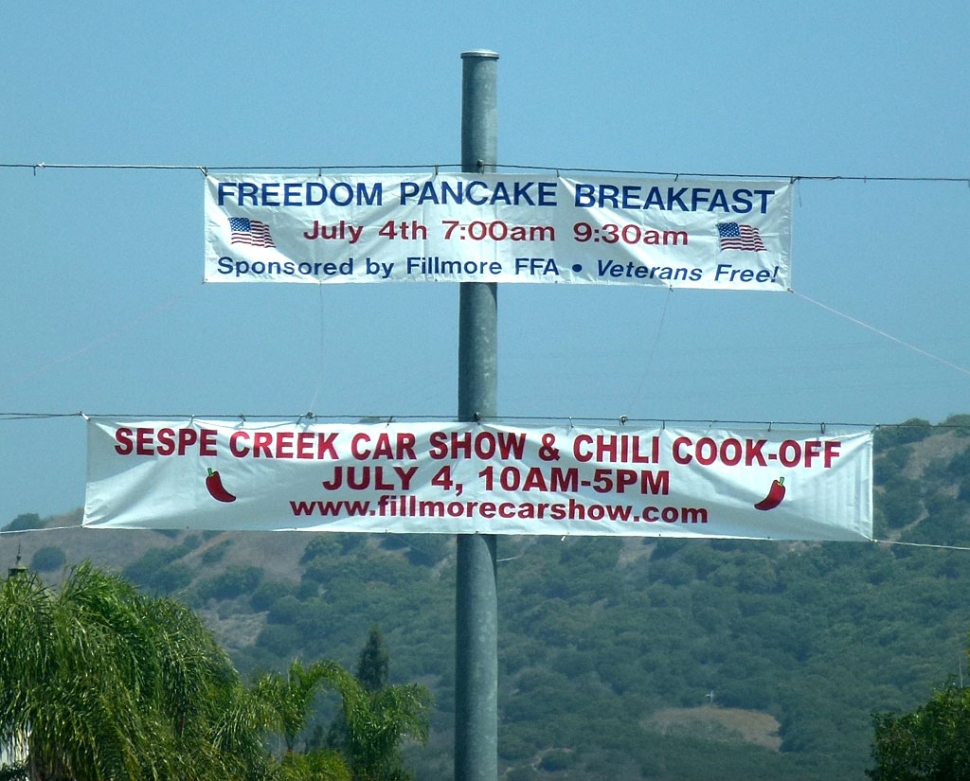 FREEDOM PANCAKE BREAKFAST
July 4th 7:00am 9:30am
Sponsored by Fillmore FFA • Veterans Free!
SESPE CREEK CAR SHOW & CHILI COOK-OFF
JULY 4, 10AM-5PM
www.fillmorecarshow.com